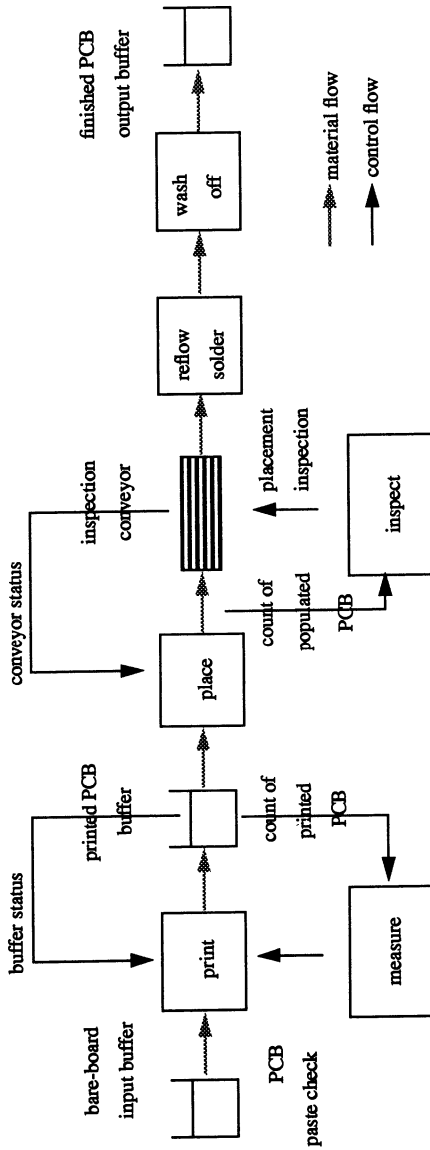 buffer status
conveyor status
bare-board
input buffer
printed PCB
buffer
inspection
conveyor
finished PCB
output buffer
print
place
reflow
solder
wash
off
PCB
paste check
count of
printed
PCB
count of
populated
PCB
placement
inspection
measure
inspect
material flow
control flow